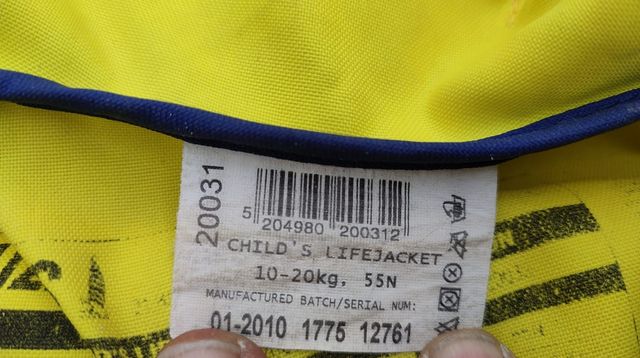 20031
5 204980 200312
CHILD'S LIFEJACKET
10-20kg, 55N
MANUFACTURED BATCH/SERIAL NUM:
01-2010 1775 12761